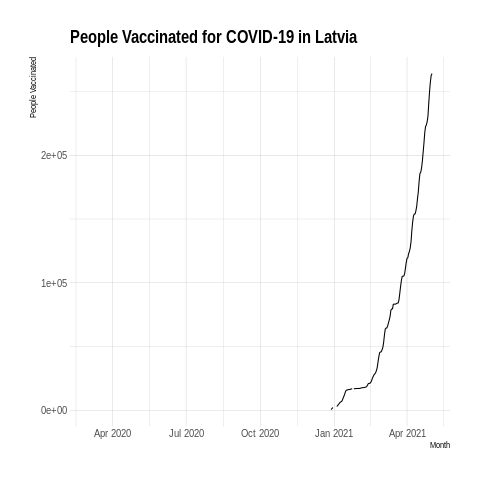 People Vaccinated for COVID-19 in Latvia
People Vaccinated
2e+05
1e+05
0e+00
Apr 2020 Jul 2020 Oct 2020 Jan 2021 Apr 2021
Month